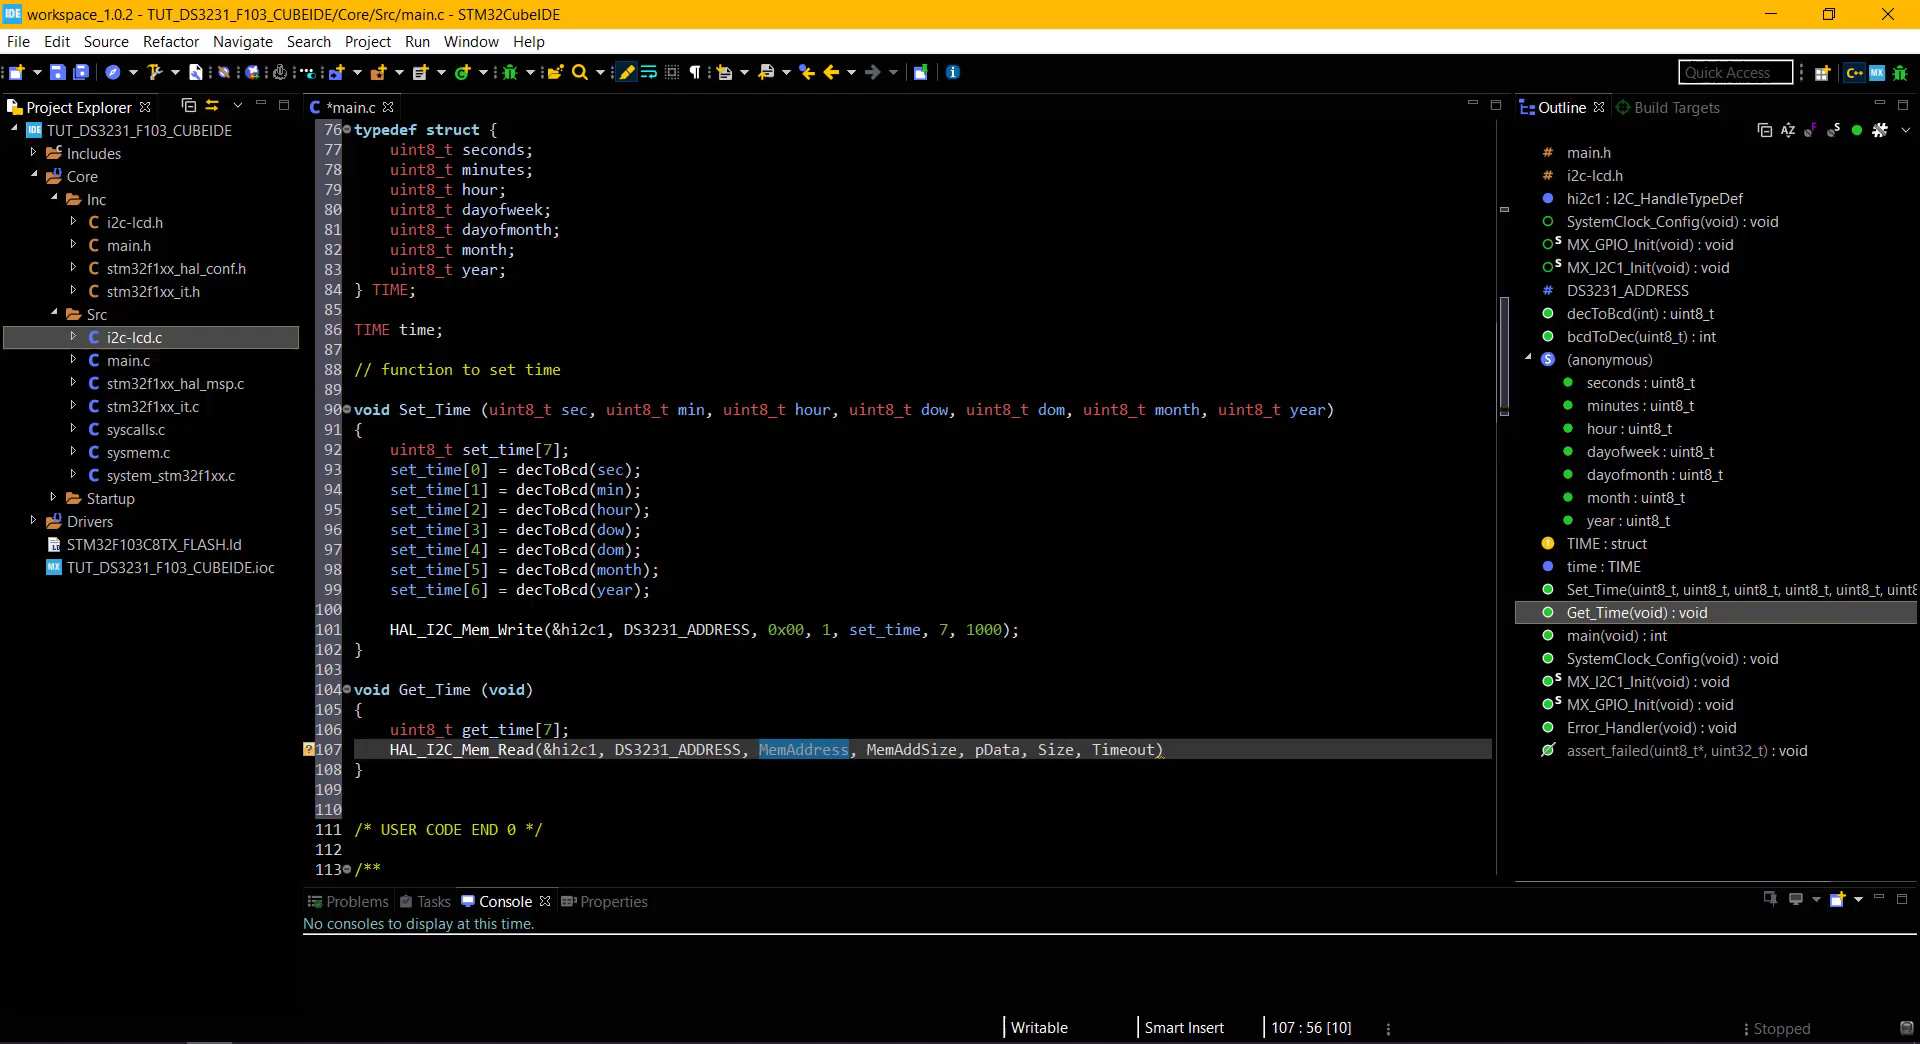 workspace_1.0.2 - TUT_DS3231_F103_CUBEIDE/Core/Src/main.c - STM32CubeIDE
File Edit Source Refactor Navigate Search Project Run Window Help
Quick Access
Project Explorer
TUT_DS3231_F103_CUBEIDE
Includes
Core
Inc
i2c-lcd.h
main.h
stm32f1xx_hal_conf.h
stm32f1xx_it.h
Src
i2c-lcd.c
main.c
stm32f1xx_hal_msp.c
stm32f1xx_it.c
syscalls.c
sysmem.c
system_stm32f1xx.c
Startup
Drivers
STM32F103C8TX_FLASH.ld
TUT_DS3231_F103_CUBEIDE.ioc
*main.c
76 typedef struct {
77 uint8_t seconds;
78 uint8_t minutes;
79 uint8_t hour;
80 uint8_t dayofweek;
81 uint8_t dayofmonth;
82 uint8_t month;
83 uint8_t year;
84 } TIME;
85
86 TIME time;
87
88 // function to set time
89
90 void Set_Time (uint8_t sec, uint8_t min, uint8_t hour, uint8_t dow, uint8_t dom, uint8_t month, uint8_t year)
91 {
92 uint8_t set_time[7];
93 set_time[0] = decToBcd(sec);
94 set_time[1] = decToBcd(min);
95 set_time[2] = decToBcd(hour);
96 set_time[3] = decToBcd(dow);
97 set_time[4] = decToBcd(dom);
98 set_time[5] = decToBcd(month);
99 set_time[6] = decToBcd(year);
100
101 HAL_I2C_Mem_Write(&hi2c1, DS3231_ADDRESS, 0x00, 1, set_time, 7, 1000);
102 }
103
104 void Get_Time (void)
105 {
106 uint8_t get_time[7];
107 HAL_I2C_Mem_Read(&hi2c1, DS3231_ADDRESS, MemAddress, MemAddSize, pData, Size, Timeout)
108 }
109
110
111 /* USER CODE END 0 */
112
113 /**
Outline Build Targets
main.h
i2c-lcd.h
hi2c1 : I2C_HandleTypeDef
SystemClock_Config(void) : void
MX_GPIO_Init(void) : void
MX_I2C1_Init(void) : void
DS3231_ADDRESS
decToBcd(int) : uint8_t
bcdToDec(uint8_t) : int
(anonymous)
seconds : uint8_t
minutes : uint8_t
hour : uint8_t
dayofweek : uint8_t
dayofmonth : uint8_t
month : uint8_t
year : uint8_t
TIME : struct
time : TIME
Set_Time(uint8_t, uint8_t, uint8_t, uint8_t, uint8_t, uint8
Get_Time(void) : void
main(void) : int
SystemClock_Config(void) : void
MX_I2C1_Init(void) : void
MX_GPIO_Init(void) : void
Error_Handler(void) : void
assert_failed(uint8_t*, uint32_t) : void
Problems Tasks Console Properties
No consoles to display at this time.
Writable Smart Insert 107 : 56 [10] Stopped